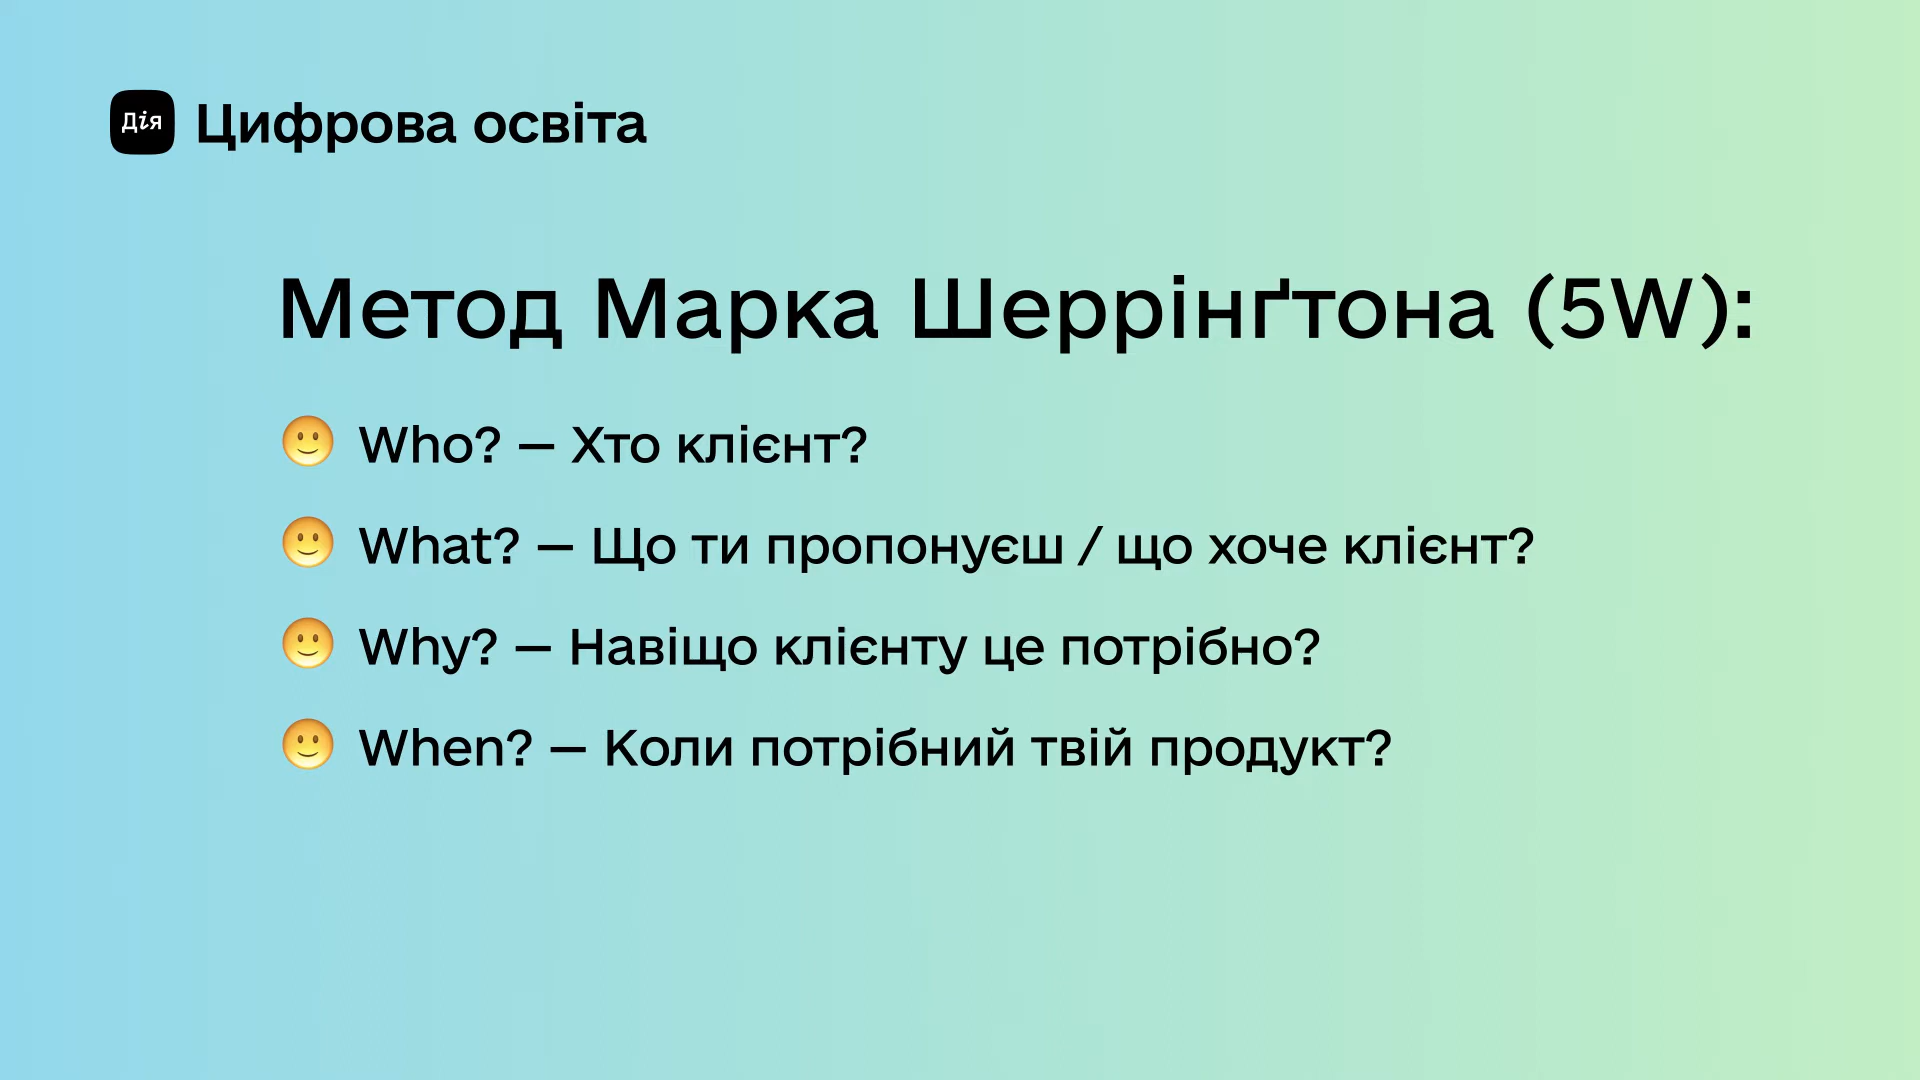 Дія Цифрова освіта
Метод Марка Шеррінґтона (5W):
Who? — Хто клієнт?
What? — Що ти пропонуєш / що хоче клієнт?
Why? — Навіщо клієнту це потрібно?
When? — Коли потрібний твій продукт?